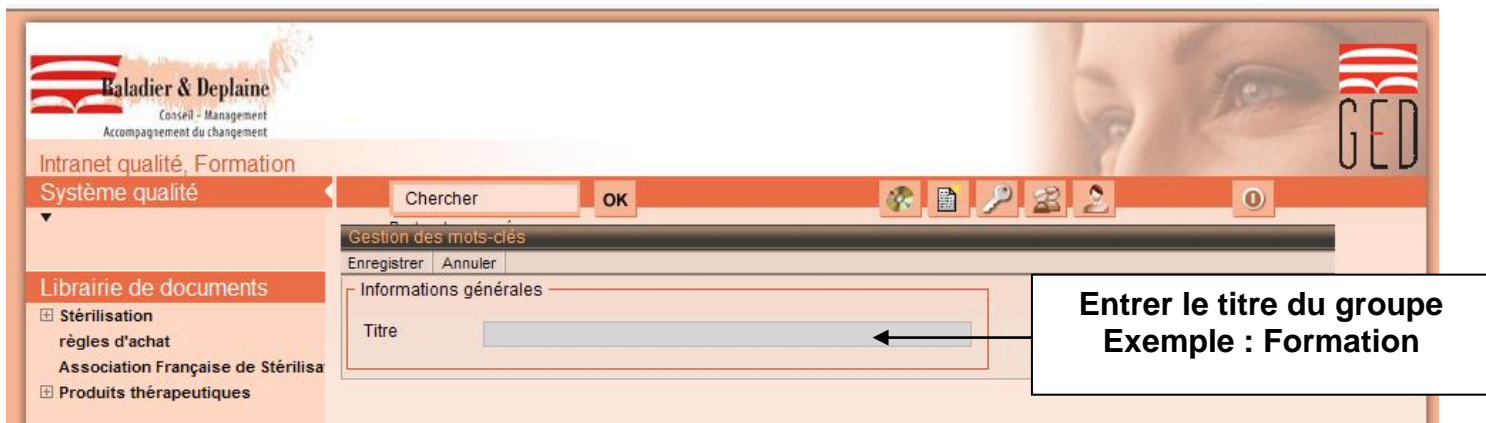 Baladier & Deplaine
Conseil - Management
Accompagnement du changement
GED
Intranet qualité, Formation
Système qualité
Chercher
OK
Gestion des mots-clés
Enregistrer Annuler
Librairie de documents
Informations générales
Stérilisation
Titre
règles d'achat
Association Française de Stérilisa
Produits thérapeutiques
Entrer le titre du groupe
Exemple : Formation